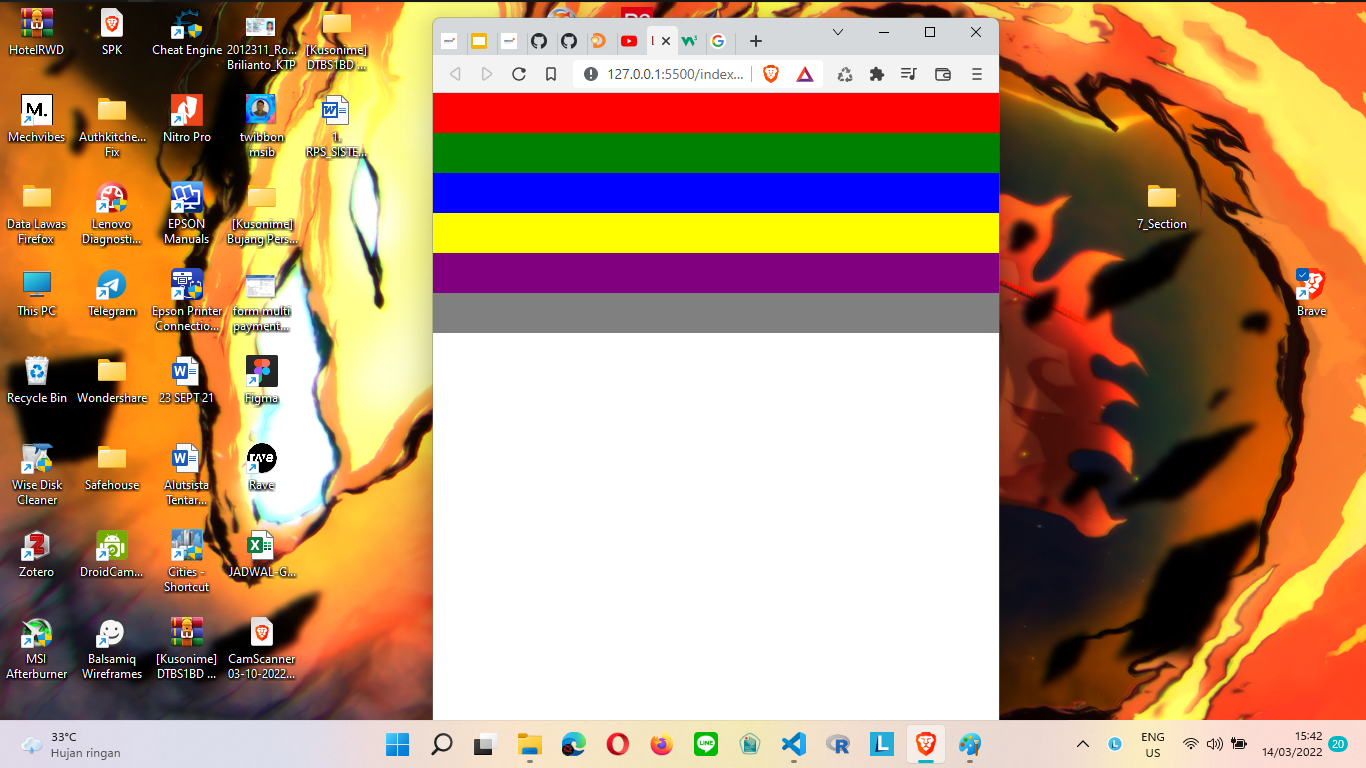 HotelRWD
SPK
Cheat Engine
2012311_Ro...
Brilianto_KTP
[Kusonime]
DTBS1BD ...
M.
Mechvibes
Authkitche...
Fix
Nitro Pro
twibbon
msib
1.
RPS_SISTE...
Data Lawas
Firefox
Lenovo
Diagnosti...
EPSON
Manuals
[Kusonime]
Bujang Pers...
This PC
Telegram
Epson Printer
Connectio...
form multi
payment...
Recycle Bin
Wondershare
23 SEPT 21
Figma
Wise Disk
Cleaner
Safehouse
Alutsista
Tentar...
rave
Rave
Zotero
DroidCam...
Cities -
Shortcut
JADWAL-G...
MSI
Afterburner
Balsamiq
Wireframes
[Kusonime]
DTBS1BD ...
CamScanner
03-10-2022...
127.0.0.1:5500/index...
7_Section
Brave
33°C
Hujan ringan
LINE
R
L
L
ENG
US
15:42
14/03/2022
20